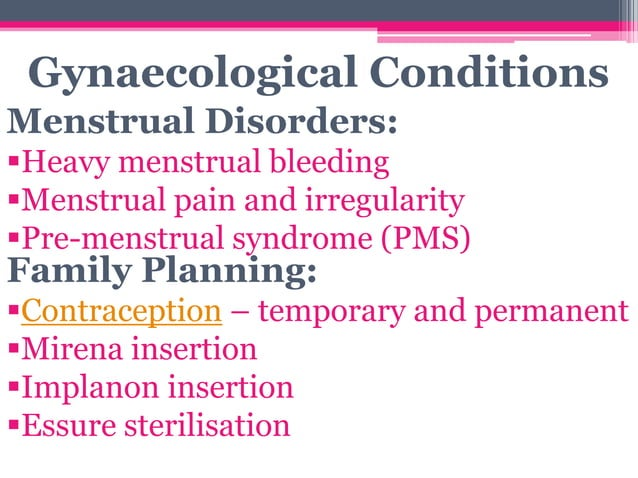 Gynaecological Conditions
Menstrual Disorders:
▪Heavy menstrual bleeding
▪Menstrual pain and irregularity
▪Pre-menstrual syndrome (PMS)
Family Planning:
▪Contraception – temporary and permanent
▪Mirena insertion
▪Implanon insertion
▪Essure sterilisation